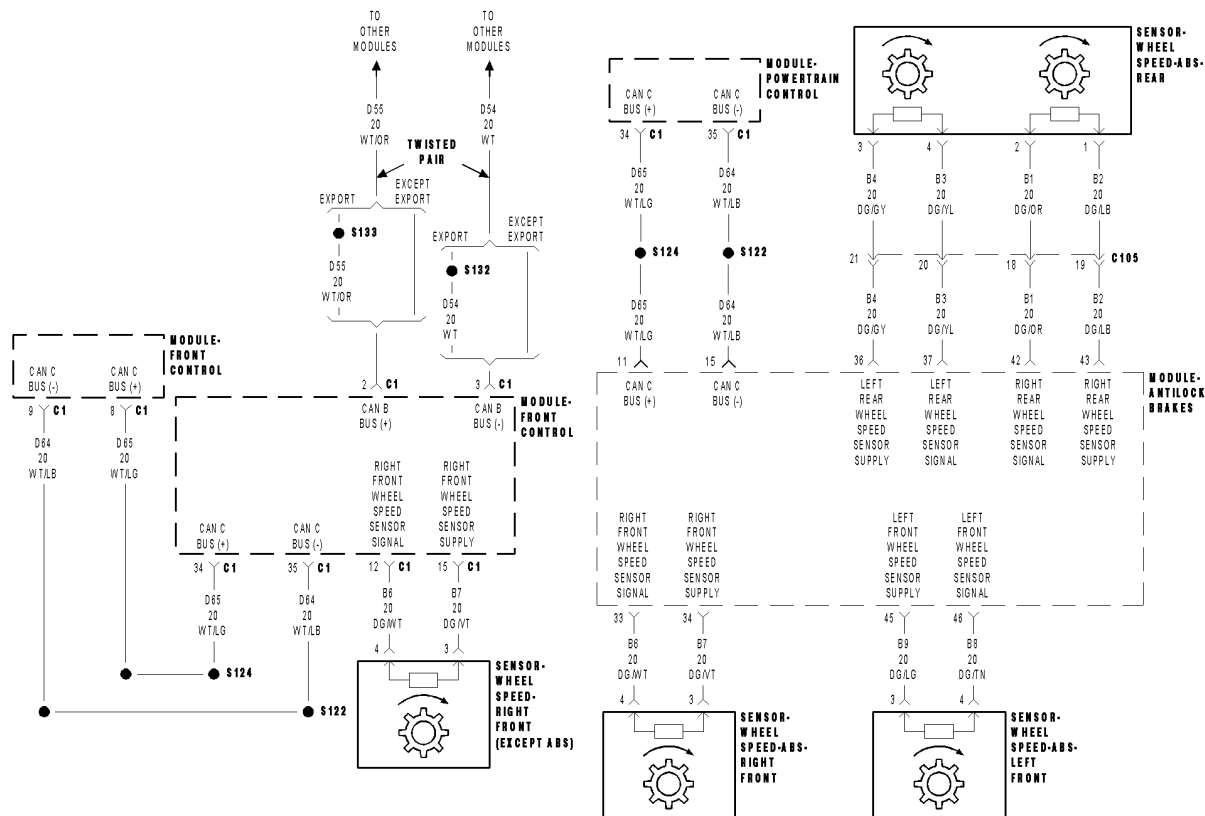 TO
OTHER
MODULES
TO
OTHER
MODULES
D55
20
WT/OR
D54
20
WT
TWISTED
PAIR
EXPORT
EXCEPT
EXPORT
S133
D55
20
WT/OR
EXPORT
EXCEPT
EXPORT
S132
D54
20
WT
MODULE-
POWERTRAIN
CONTROL
CAN C
BUS (+)
CAN C
BUS (-)
34
C1
35
C1
D65
20
WT/LG
D64
20
WT/LB
S124
S122
D65
20
WT/LG
D64
20
WT/LB
11
15
SENSOR-
WHEEL
SPEED-ABS-
REAR
3
4
2
1
B4
20
DG/GY
B3
20
DG/YL
B1
20
DG/OR
B2
20
DG/LB
21
20
18
19
C105
B4
20
DG/GY
B3
20
DG/YL
B1
20
DG/OR
B2
20
DG/LB
36
37
42
43
MODULE-
FRONT
CONTROL
CAN C
BUS (-)
CAN C
BUS (+)
9
C1
8
C1
D64
20
WT/LB
D65
20
WT/LG
2
C1
3
C1
MODULE-
FRONT
CONTROL
CAN B
BUS (+)
CAN B
BUS (-)
RIGHT
FRONT
WHEEL
SPEED
SENSOR
SIGNAL
RIGHT
FRONT
WHEEL
SPEED
SENSOR
SUPPLY
CAN C
BUS (+)
CAN C
BUS (-)
34
C1
35
C1
12
C1
15
C1
D65
20
WT/LG
D64
20
WT/LB
B6
20
DG/WT
B7
20
DG/VT
4
3
S124
S122
SENSOR-
WHEEL
SPEED-
RIGHT
FRONT
(EXCEPT ABS)
MODULE-
ANTILOCK
BRAKES
CAN C
BUS (+)
CAN C
BUS (-)
LEFT
REAR
WHEEL
SPEED
SENSOR
SUPPLY
LEFT
REAR
WHEEL
SPEED
SENSOR
SIGNAL
RIGHT
REAR
WHEEL
SPEED
SENSOR
SIGNAL
RIGHT
REAR
WHEEL
SPEED
SENSOR
SUPPLY
RIGHT
FRONT
WHEEL
SPEED
SENSOR
SIGNAL
RIGHT
FRONT
WHEEL
SPEED
SENSOR
SUPPLY
LEFT
FRONT
WHEEL
SPEED
SENSOR
SUPPLY
LEFT
FRONT
WHEEL
SPEED
SENSOR
SIGNAL
33
34
45
46
B6
20
DG/WT
B7
20
DG/VT
B9
20
DG/LG
B8
20
DG/TN
4
3
3
4
SENSOR-
WHEEL
SPEED-ABS-
RIGHT
FRONT
SENSOR-
WHEEL
SPEED-ABS-
LEFT
FRONT